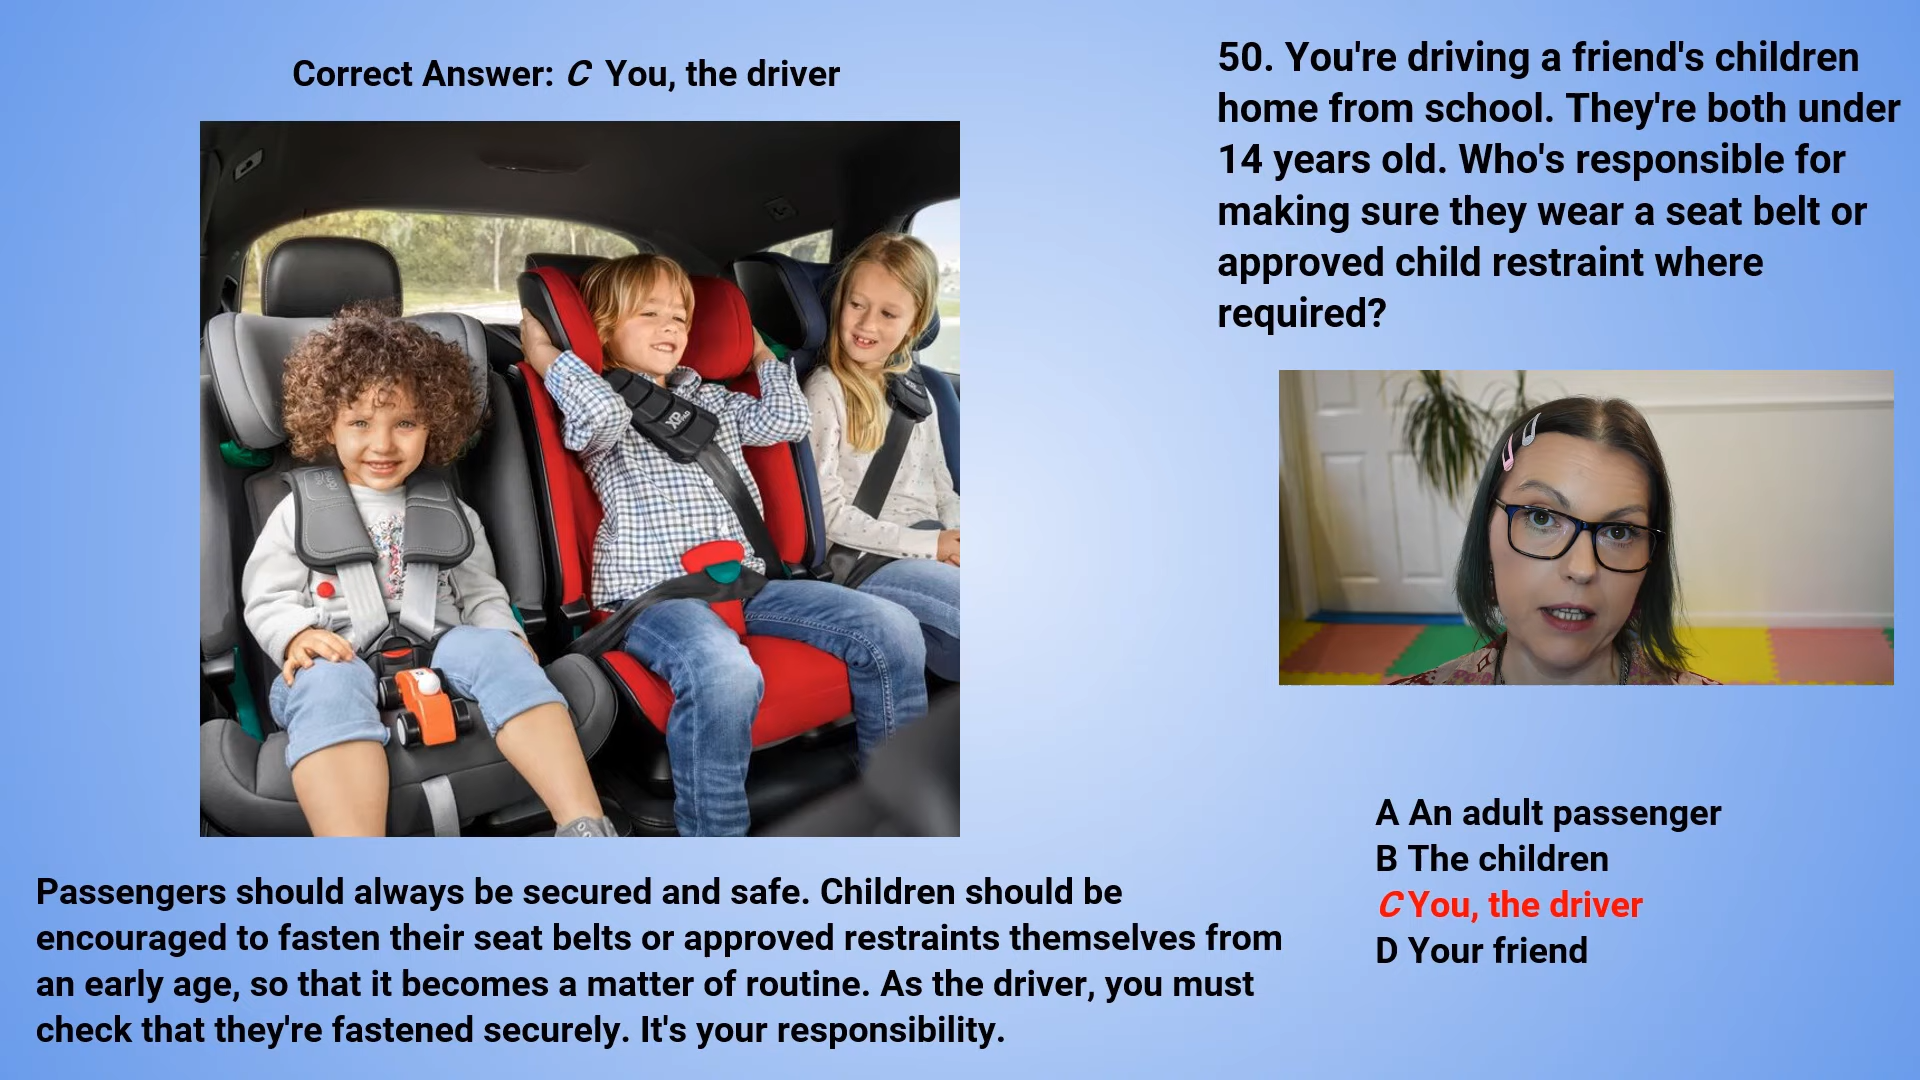 Correct Answer: C You, the driver
50. You're driving a friend's children
home from school. They're both under
14 years old. Who's responsible for
making sure they wear a seat belt or
approved child restraint where
required?
A An adult passenger
B The children
C You, the driver
D Your friend
Passengers should always be secured and safe. Children should be
encouraged to fasten their seat belts or approved restraints themselves from
an early age, so that it becomes a matter of routine. As the driver, you must
check that they're fastened securely. It's your responsibility.